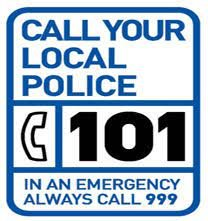 CALL YOUR
LOCAL
POLICE
101
IN AN EMERGENCY
ALWAYS CALL 999